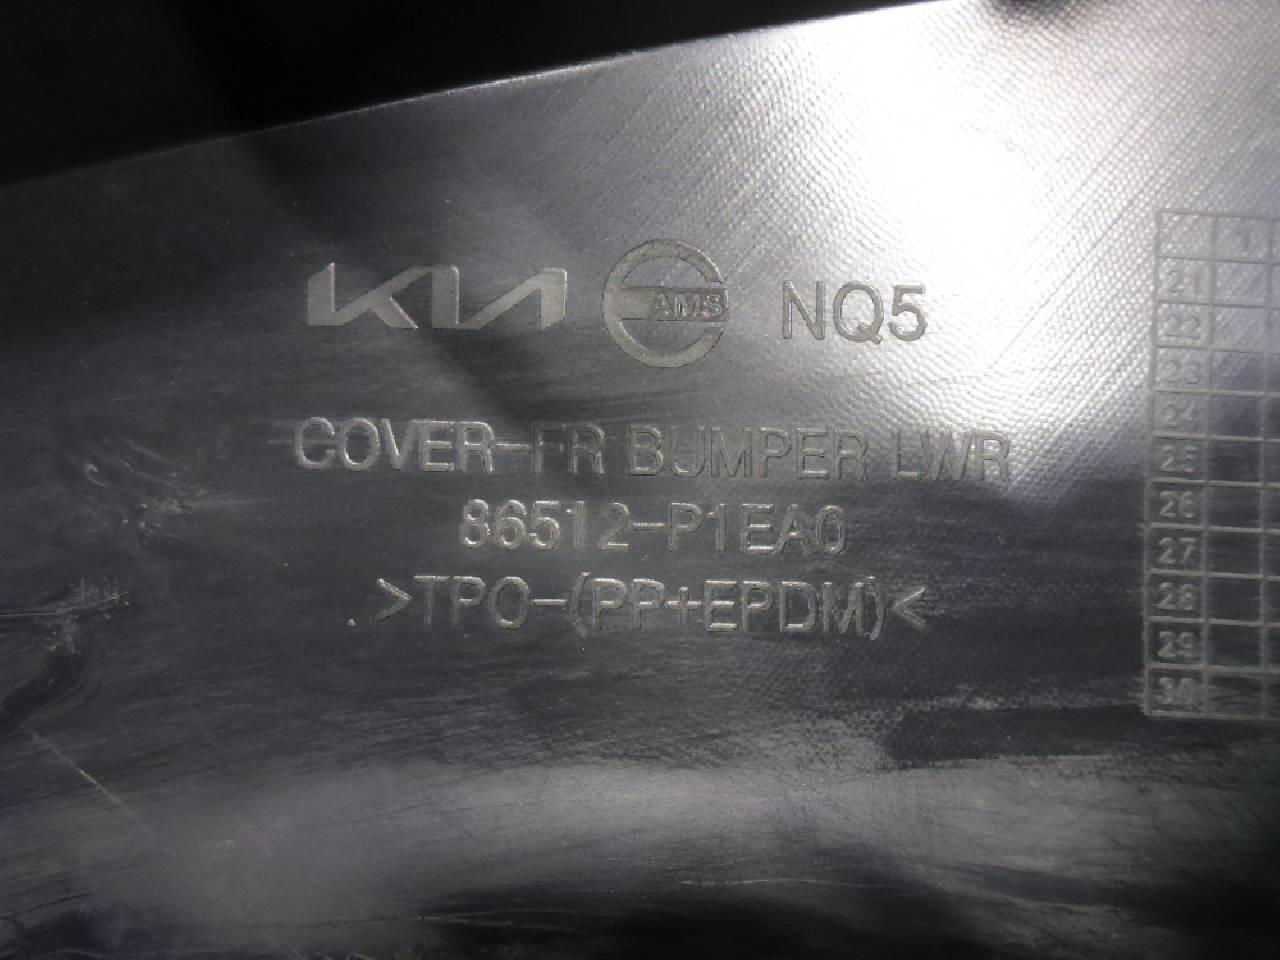 KIA AMS NQ5
COVER-FR BUMPER LWR
86512-P1EA0
>TPO-(PP+EPDM)<
1
21
22
23
24
25
26
27
28
29
30